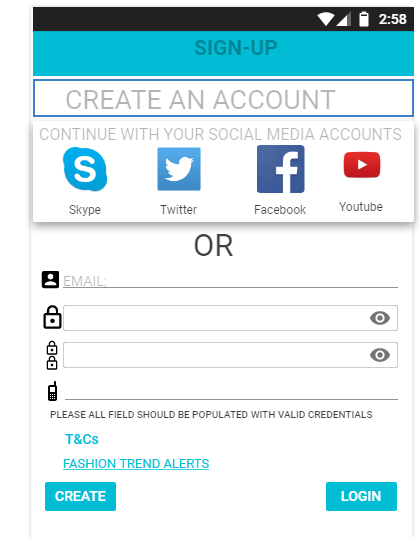 2:58
SIGN-UP
CREATE AN ACCOUNT
CONTINUE WITH YOUR SOCIAL MEDIA ACCOUNTS
S f
Skype Twitter Facebook Youtube
OR
EMAIL;
PLEASE ALL FIELD SHOULD BE POPULATED WITH VALID CREDENTIALS
T&Cs
FASHION TREND ALERTS
CREATE LOGIN